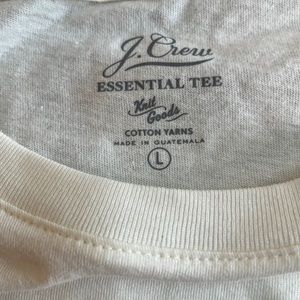 J.Crew
ESSENTIAL TEE
Knit
Goods
COTTON YARNS
MADE IN GUATEMALA
L